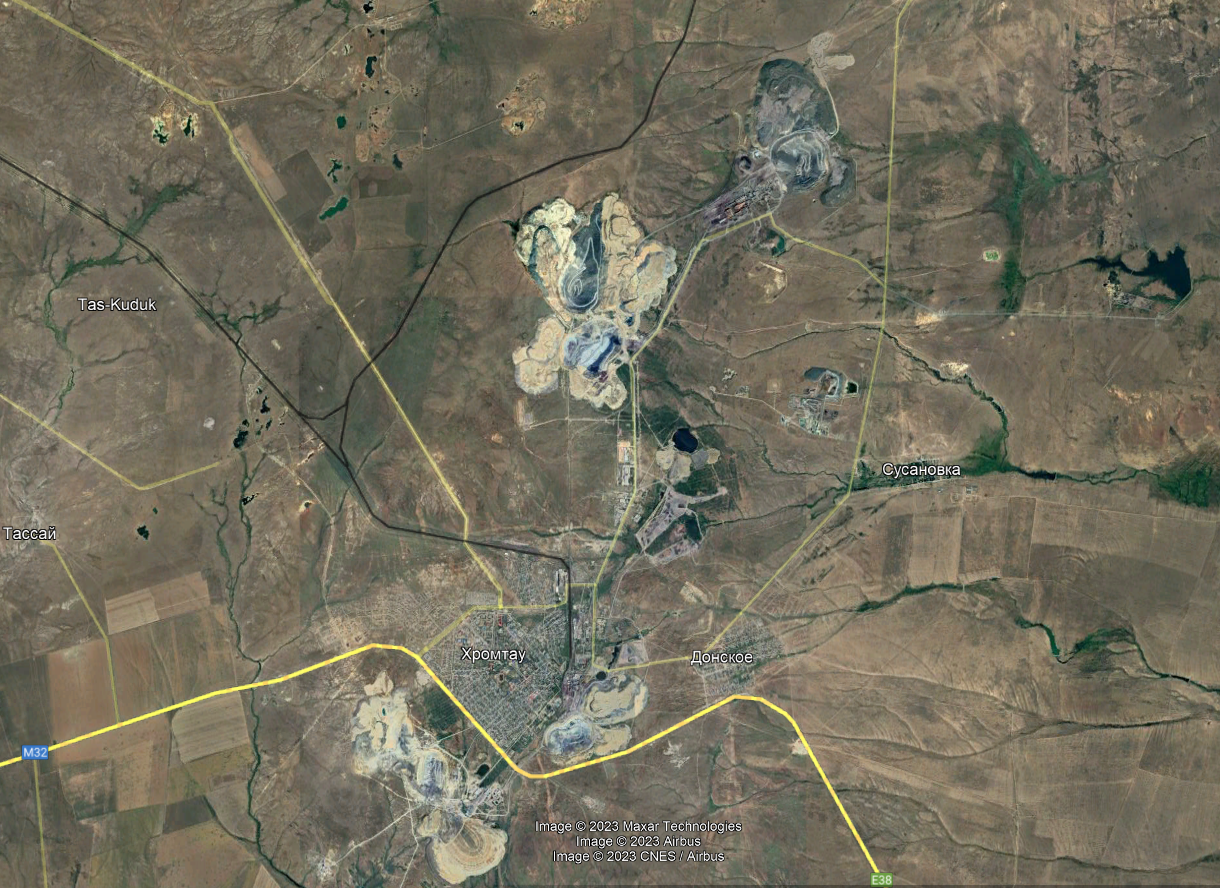 Tas-Kuduk
Сусановка
Тассай
Хромтау
Донское
M32
Image © 2023 Maxar Technologies
Image © 2023 Airbus
Image © 2023 CNES / Airbus
E38